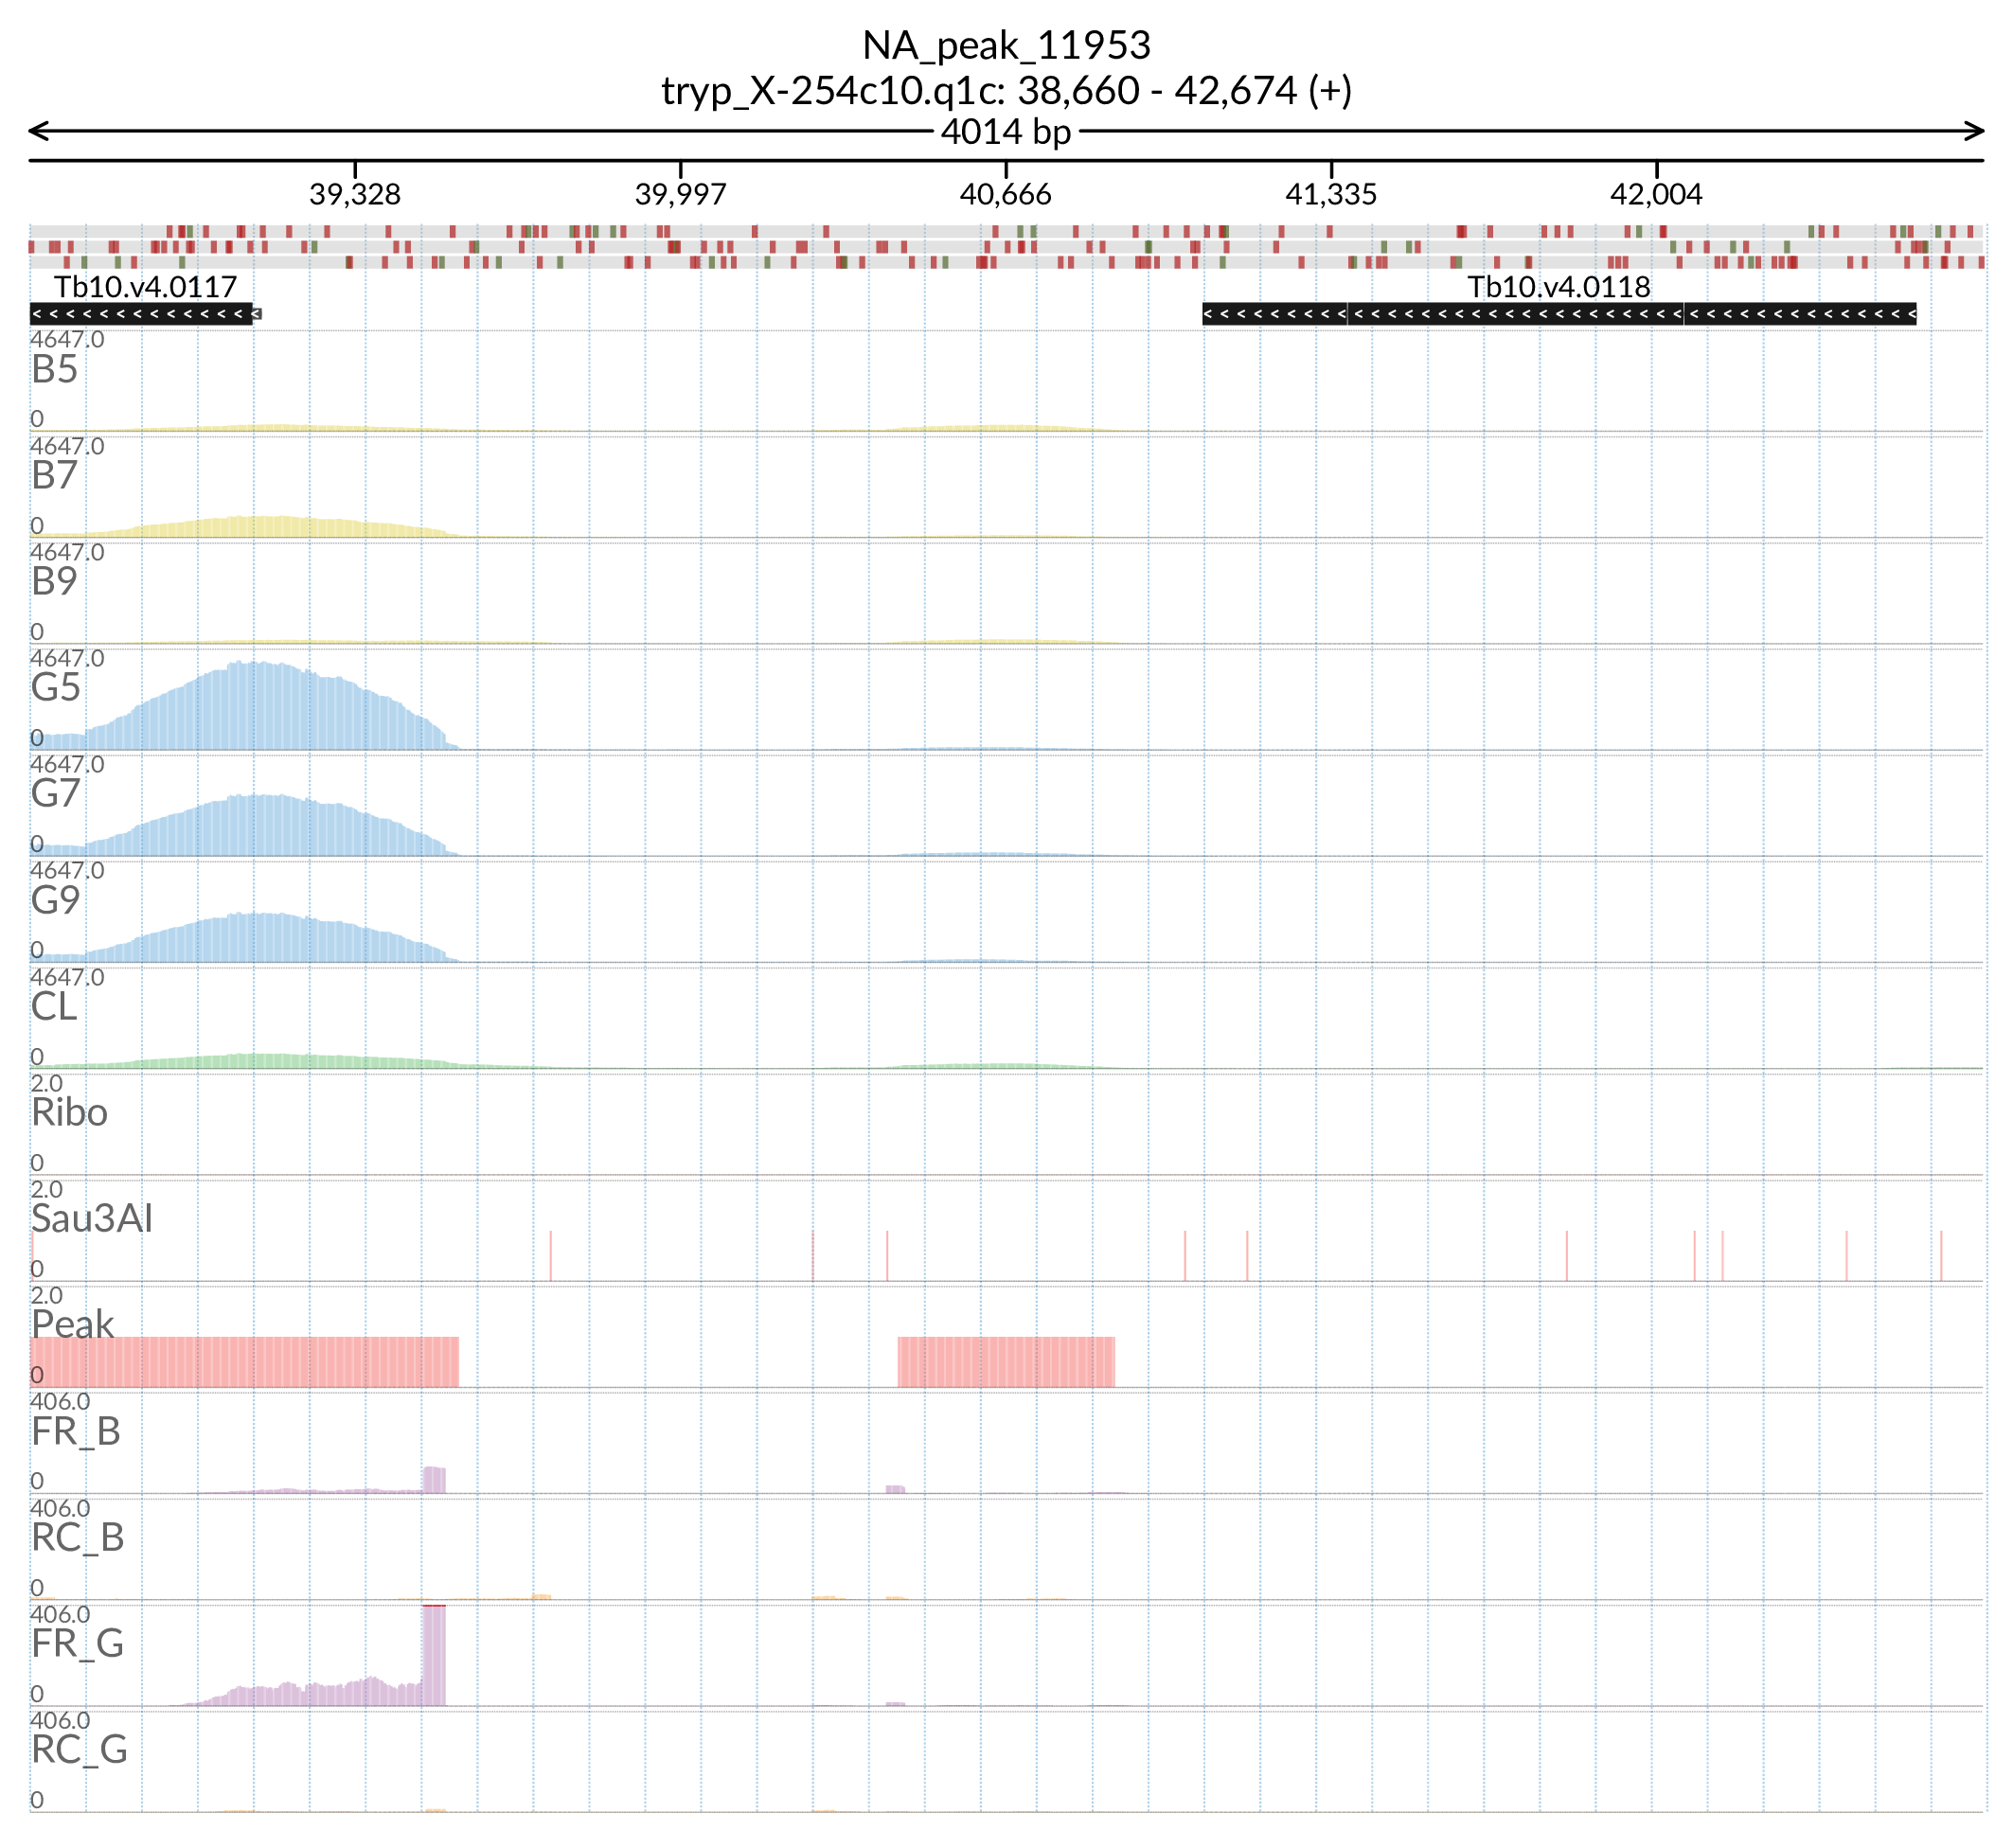 NA_peak_11953
tryp_X-254c10.q1c: 38,660 - 42,674 (+)
4014 bp
39,328 39,997 40,666 41,335 42,004
Tb10.v4.0117 Tb10.v4.0118
4647.0
B5
0
4647.0
B7
0
4647.0
B9
0
4647.0
G5
0
4647.0
G7
0
4647.0
G9
0
4647.0
CL
0
2.0
Ribo
0
2.0
Sau3AI
0
2.0
Peak
0
406.0
FR_B
0
406.0
RC_B
0
406.0
FR_G
0
406.0
RC_G
0